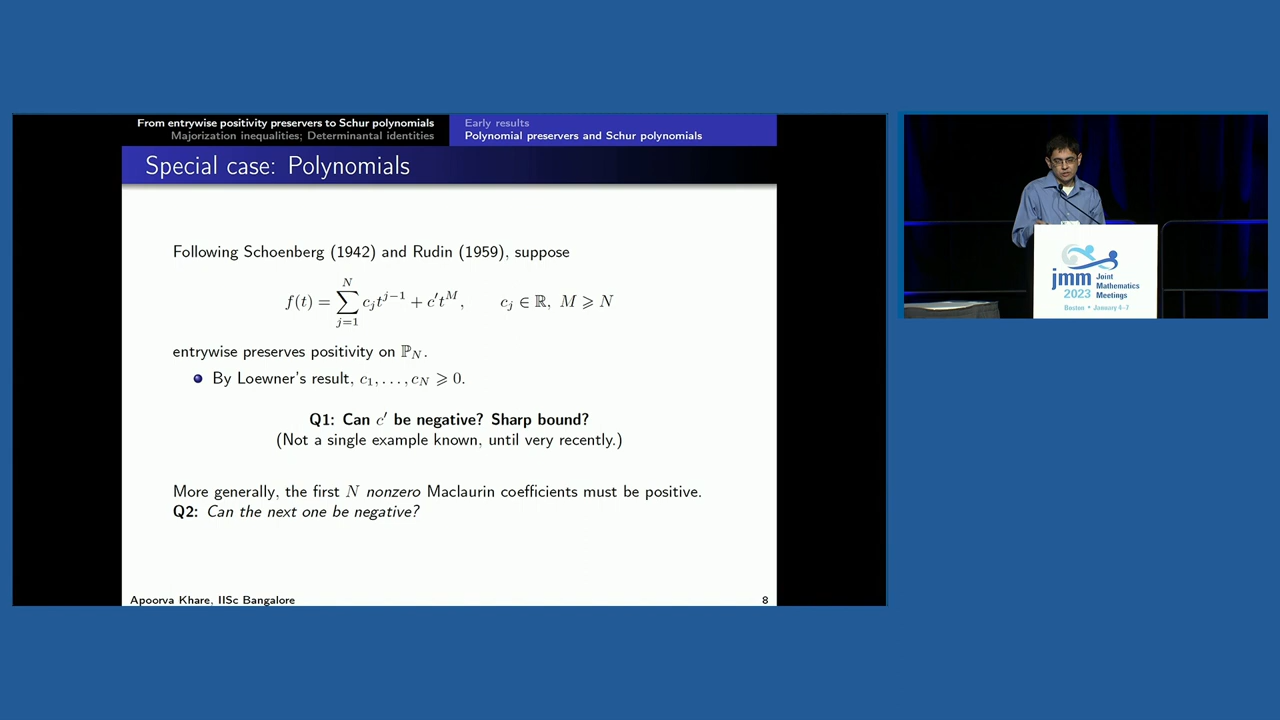 From entrywise positivity preservers to Schur polynomials
Majorization inequalities; Determinantal identities
Early results
Polynomial preservers and Schur polynomials
Special case: Polynomials
Following Schoenberg (1942) and Rudin (1959), suppose
f(t) = ∑_{j=1}^{N} c_j t^{j−1} + c′t^M, c_j ∈ ℝ, M ⩾ N
entrywise preserves positivity on ℙ_N.
By Loewner's result, c_1, . . . , c_N ⩾ 0.
Q1: Can c′ be negative? Sharp bound?
(Not a single example known, until very recently.)
More generally, the first N nonzero Maclaurin coefficients must be positive.
Q2: Can the next one be negative?
Apoorva Khare, IISc Bangalore
8
jmm Joint
Mathematics
2023 Meetings
Boston • January 4-7